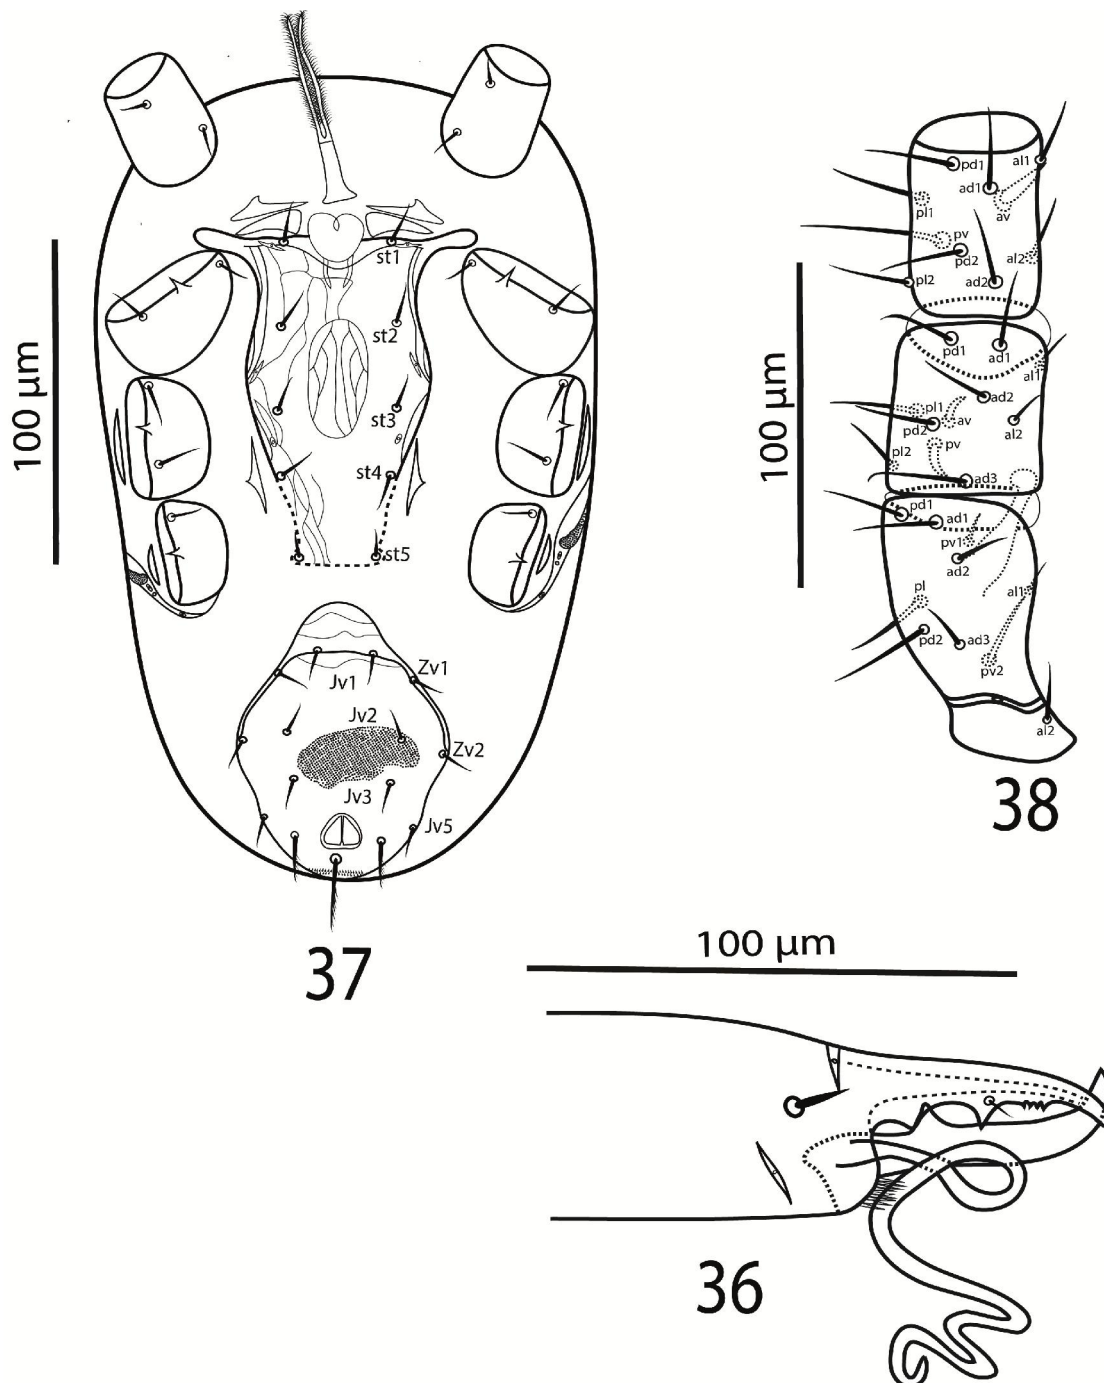 100 µm
st1
st2
st3
st4
st5
Zv1
Jv1
Jv2
Zv2
Jv3
Jv5
37
100 µm
pd1
al1
ad1
pl1
av
pv
pd2
al2
pl2
ad2
pd1
ad1
al1
ad2
pl1
av
pd2
al2
pv
pl2
ad3
pd1
ad1
pv1
ad2
pl
al1
pd2
ad3
pv2
al2
38
100 µm
36